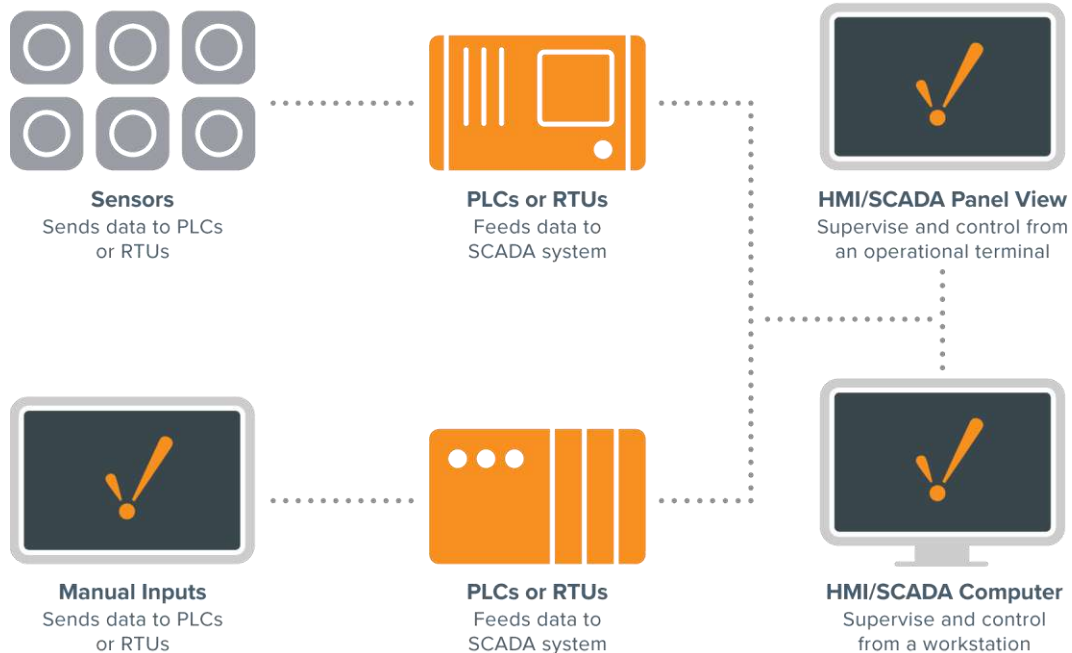 Sensors
Sends data to PLCs
or RTUs
PLCs or RTUs
Feeds data to
SCADA system
HMI/SCADA Panel View
Supervise and control from
an operational terminal
Manual Inputs
Sends data to PLCs
or RTUs
PLCs or RTUs
Feeds data to
SCADA system
HMI/SCADA Computer
Supervise and control
from a workstation